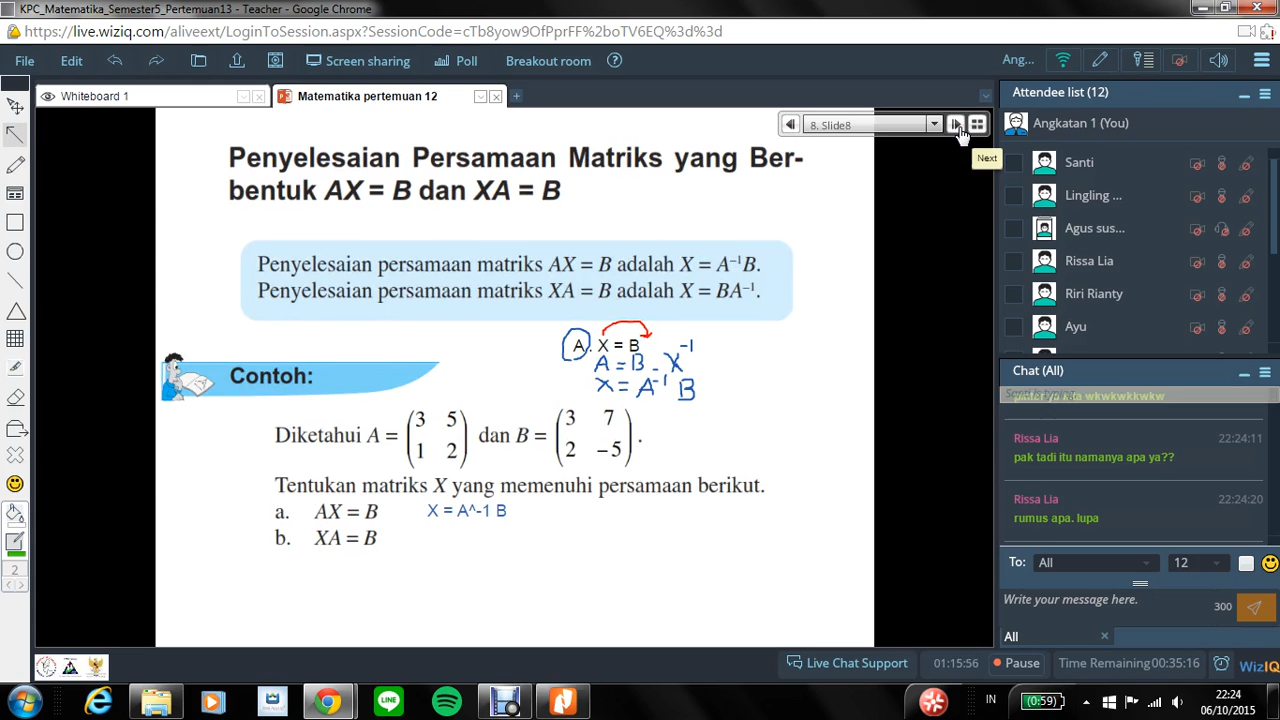 KPC_Matematika_Semester5_Pertemuan13 - Teacher - Google Chrome
https://live.wiziq.com/aliveext/LoginToSession.aspx?SessionCode=cTb8yow9OfPprFF%2boTV6EQ%3d%3d
File Edit Screen sharing Poll Breakout room ? Ang...
Whiteboard 1 Matematika pertemuan 12
Attendee list (12)
8. Slide8
Next
Angkatan 1 (You)
Santi
Lingling ...
Agus sus...
Rissa Lia
Riri Rianty
Ayu
Penyelesaian Persamaan Matriks yang Ber-
bentuk AX = B dan XA = B
Penyelesaian persamaan matriks AX = B adalah X = A⁻¹B.
Penyelesaian persamaan matriks XA = B adalah X = BA⁻¹.
A. X = B
A = B - X⁻¹
X = A⁻¹ B
Contoh:
Diketahui A = (3 5
1 2) dan B = (3 7
2 -5).
Tentukan matriks X yang memenuhi persamaan berikut.
a. AX = B X = A^-1 B
b. XA = B
Chat (All)
Rissa Lia 22:24:11
pak tadi itu namanya apa ya??
Rissa Lia 22:24:20
rumus apa. lupa
To: All 12
Write your message here. 300
All
2
Live Chat Support 01:15:56 Pause Time Remaining 00:35:16 WizIQ
LINE
IN (0:59) 22:24
06/10/2015